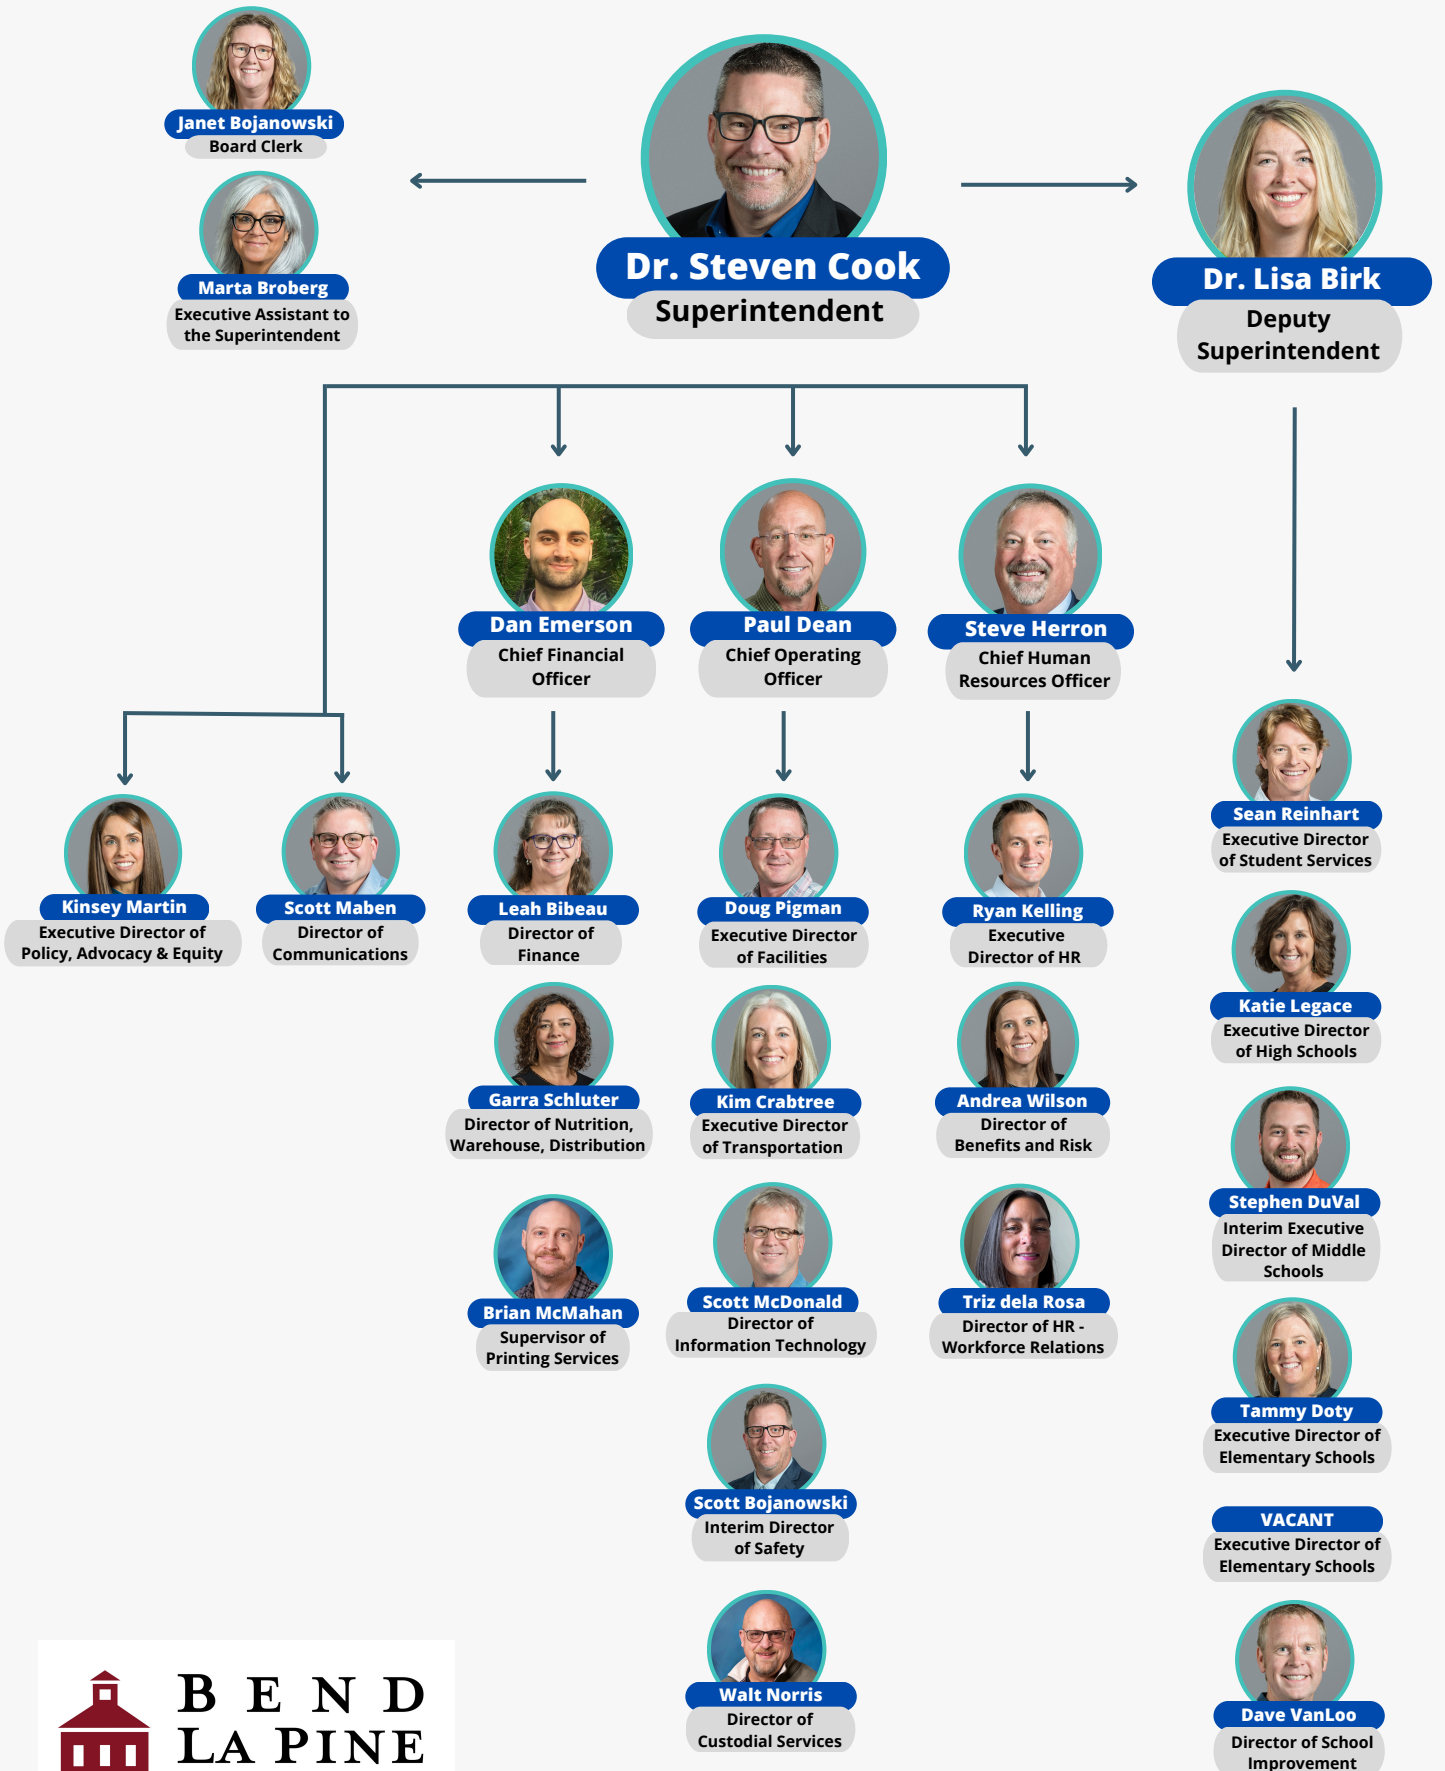 Janet Bojanowski
Board Clerk
Marta Broberg
Executive Assistant to
the Superintendent
Dr. Steven Cook
Superintendent
Dr. Lisa Birk
Deputy
Superintendent
Dan Emerson
Chief Financial
Officer
Paul Dean
Chief Operating
Officer
Steve Herron
Chief Human
Resources Officer
Kinsey Martin
Executive Director of
Policy, Advocacy & Equity
Scott Maben
Director of
Communications
Leah Bibeau
Director of
Finance
Garra Schluter
Director of Nutrition,
Warehouse, Distribution
Brian McMahan
Supervisor of
Printing Services
Doug Pigman
Executive Director
of Facilities
Kim Crabtree
Executive Director
of Transportation
Scott McDonald
Director of
Information Technology
Scott Bojanowski
Interim Director
of Safety
Walt Norris
Director of
Custodial Services
Ryan Kelling
Executive
Director of HR
Andrea Wilson
Director of
Benefits and Risk
Triz dela Rosa
Director of HR -
Workforce Relations
Sean Reinhart
Executive Director
of Student Services
Katie Legace
Executive Director
of High Schools
Stephen DuVal
Interim Executive
Director of Middle
Schools
Tammy Doty
Executive Director of
Elementary Schools
VACANT
Executive Director of
Elementary Schools
Dave VanLoo
Director of School
Improvement
BEND
LA PINE